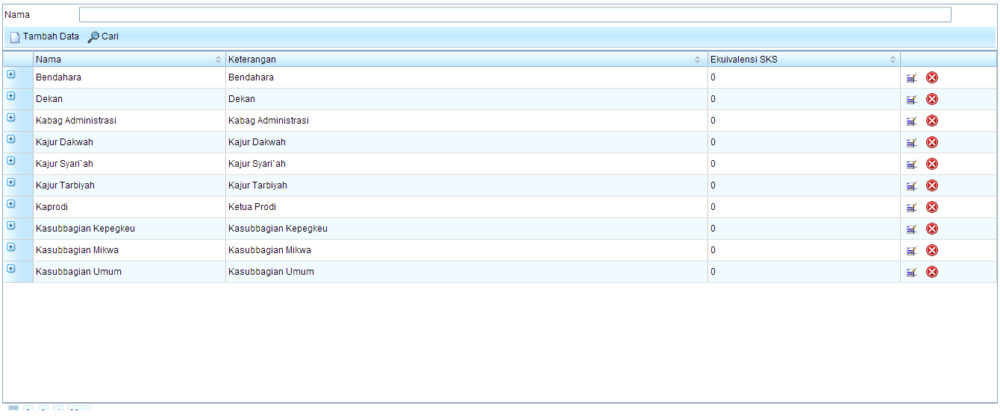 Nama
Tambah Data Cari
Nama Keterangan Ekuivalensi SKS
Bendahara Bendahara 0
Dekan Dekan 0
Kabag Administrasi Kabag Administrasi 0
Kajur Dakwah Kajur Dakwah 0
Kajur Syari`ah Kajur Syari`ah 0
Kajur Tarbiyah Kajur Tarbiyah 0
Kaprodi Ketua Prodi 0
Kasubbagian Kepegkeu Kasubbagian Kepegkeu 0
Kasubbagian Mikwa Kasubbagian Mikwa 0
Kasubbagian Umum Kasubbagian Umum 0